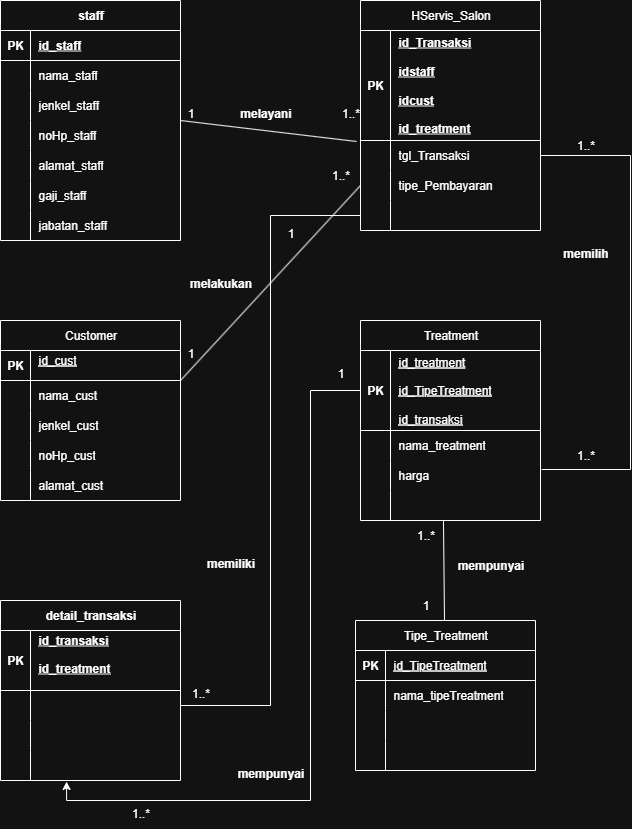 staff
PK id_staff
nama_staff
jenkel_staff
noHp_staff
alamat_staff
gaji_staff
jabatan_staff
HServis_Salon
PK
id_Transaksi
idstaff
idcust
id_treatment
tgl_Transaksi
tipe_Pembayaran
1 melayani 1..*
1..*
1..*
1
memilih
melakukan
1
Customer
PK id_cust
nama_cust
jenkel_cust
noHp_cust
alamat_cust
Treatment
PK
id_treatment
id_TipeTreatment
id_transaksi
nama_treatment
harga
1
1..*
1..*
mempunyai
1
memiliki
detail_transaksi
PK
id_transaksi
id_treatment
1..*
Tipe_Treatment
PK id_TipeTreatment
nama_tipeTreatment
mempunyai
1..*